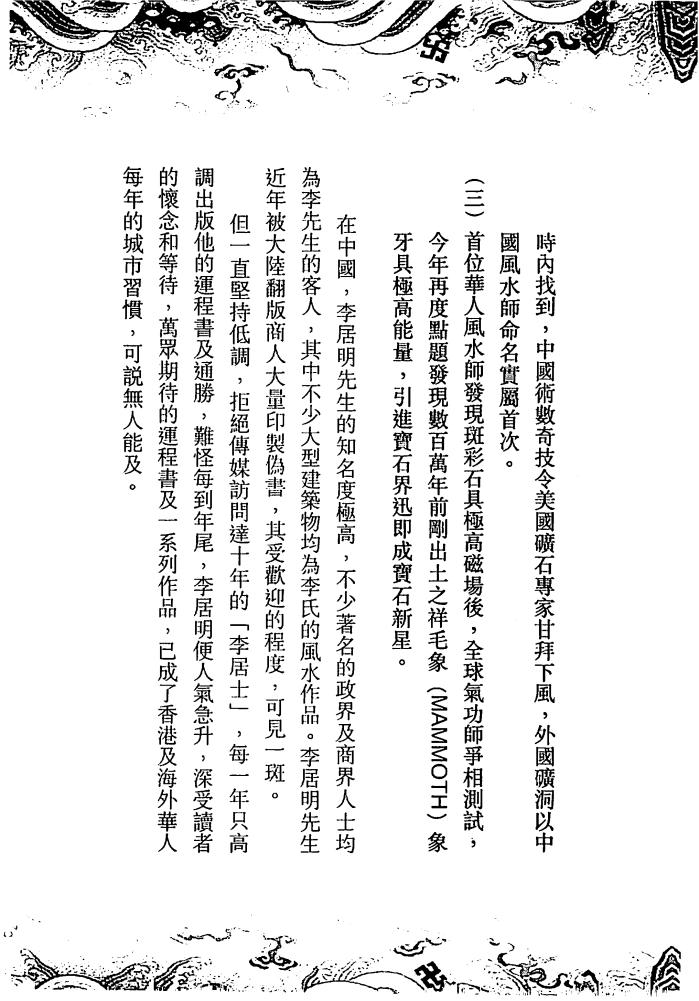 時內找到，中國術數奇技令美國礦石專家甘拜下風，外國礦洞以中
國風水師命名實屬首次。
（三）首位華人風水師發現斑彩石具極高磁場後，全球氣功師爭相測試，
今年再度點題發現數百萬年前剛出土之祥毛象（MAMMOTH）象
牙具極高能量，引進寶石界迅即成寶石新星。
在中國，李居明先生的知名度極高，不少著名的政界及商界人士均
為李先生的客人，其中不少大型建築物均為李氏的風水作品。李居明先生
近年被大陸翻版商人大量印製偽書，其受歡迎的程度，可見一斑。
但一直堅持低調，拒絕傳媒訪問達十年的「李居士」，每一年只高
調出版他的運程書及通勝，難怪每到年尾，李居明便人氣急升，深受讀者
的懷念和等待，萬眾期待的運程書及一系列作品，已成了香港及海外華人
每年的城市習慣，可說無人能及。